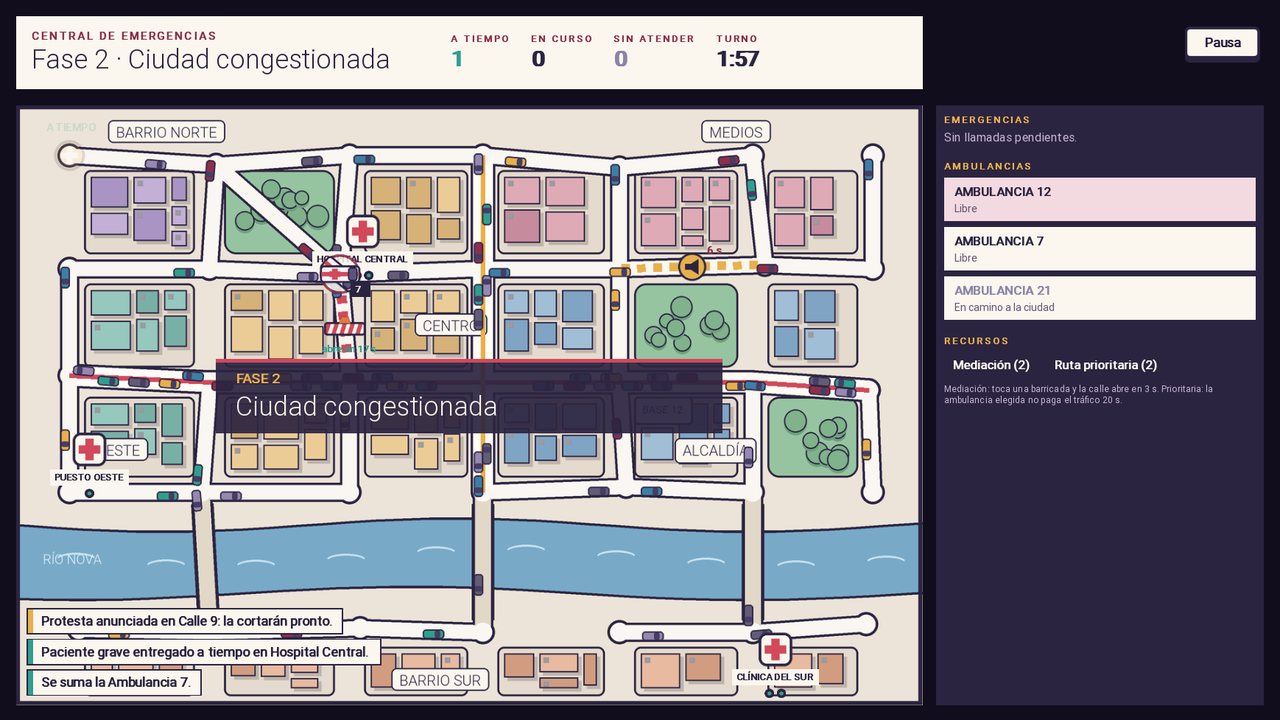 CENTRAL DE EMERGENCIAS
Fase 2 · Ciudad congestionada
A TIEMPO
1
EN CURSO
0
SIN ATENDER
0
TURNO
1:57
Pausa
A TIEMPO
BARRIO NORTE
MEDIOS
6 s
CENTRAL
7
CENTRO
FASE 2
Ciudad congestionada
BASE 12
ESTE
ALCALDÍA
PUESTO OESTE
RÍO NOVA
Protesta anunciada en Calle 9: la cortarán pronto.
Paciente grave entregado a tiempo en Hospital Central.
Se suma la Ambulancia 7.
BARRIO SUR
CLÍNICA DEL SUR
EMERGENCIAS
Sin llamadas pendientes.
AMBULANCIAS
AMBULANCIA 12
Libre
AMBULANCIA 7
Libre
AMBULANCIA 21
En camino a la ciudad
RECURSOS
Mediación (2)
Ruta prioritaria (2)
Mediación: toca una barricada y la calle abre en 3 s. Prioritaria: la
ambulancia elegida no paga el tráfico 20 s.